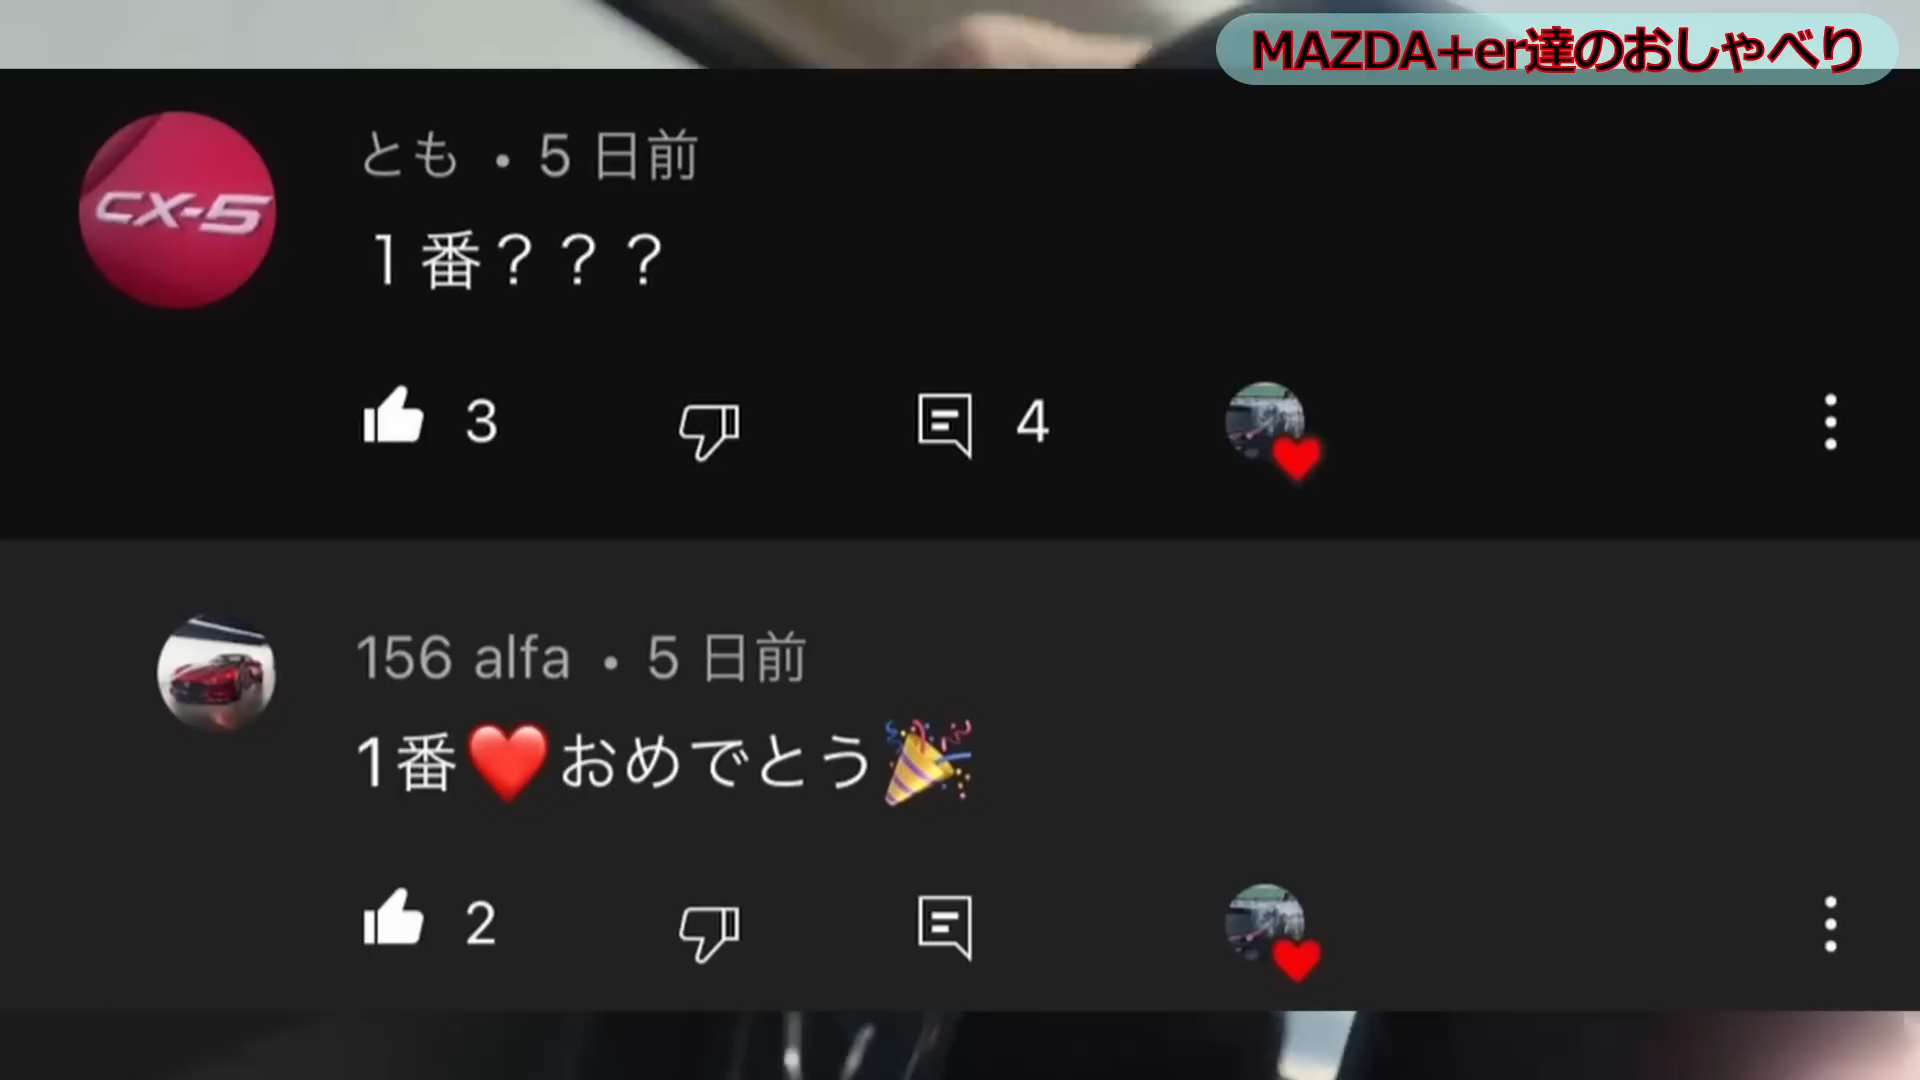 MAZDA+er達のおしゃべり
CX-5
とも・5 日前
1番???
3
4
156 alfa・5 日前
1番❤️おめでとう🎉
2